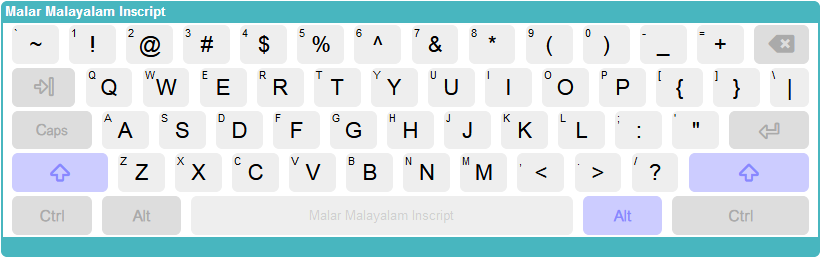 Malar Malayalam Inscript
` ~ 1 ! 2 @ 3 # 4 $ 5 % 6 ^ 7 & 8 * 9 ( 0 ) - _ = +
Q Q W W E E R R T T Y Y U U I I O O P P [ { ] } \ |
Caps A A S S D D F F G G H H J J K K L L ; : ' "
Z Z X X C C V V B B N N M M , < . > / ?
Ctrl Alt Malar Malayalam Inscript Alt Ctrl